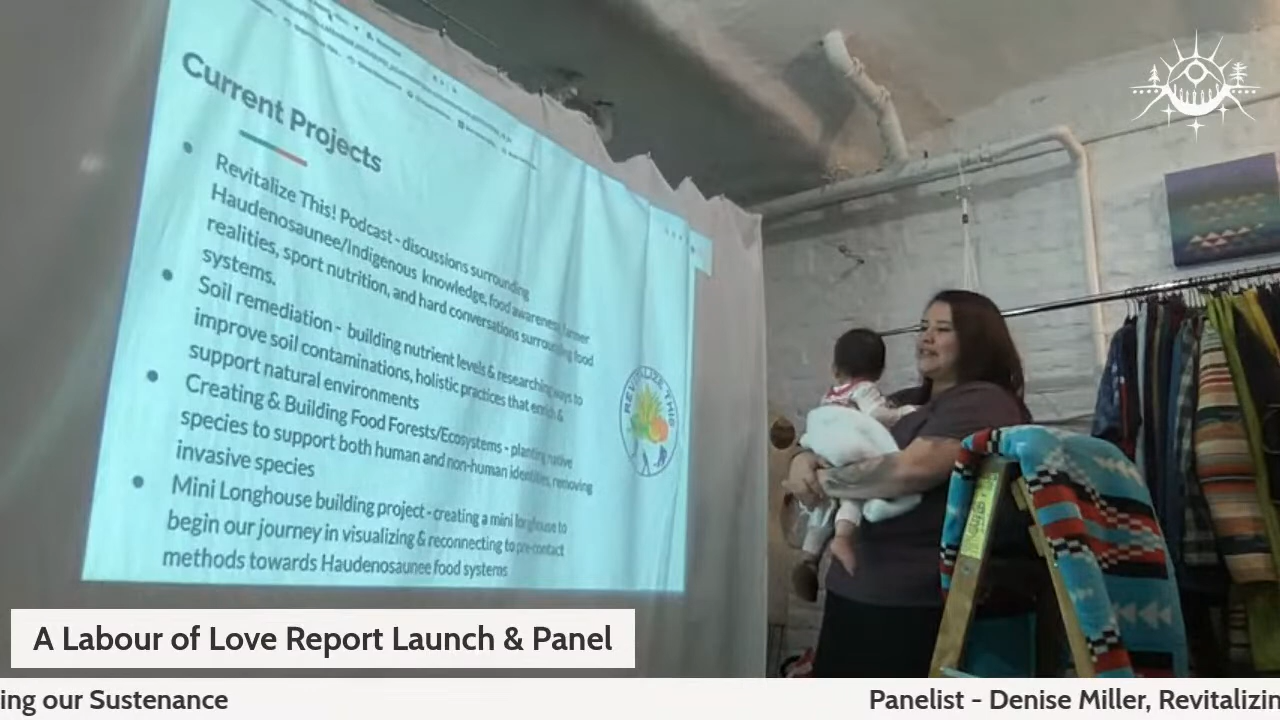 Current Projects
Revitalize This! Podcast - discussions surrounding
Haudenosaunee/Indigenous knowledge, food awareness, farmer
realities, sport nutrition, and hard conversations surrounding food
systems.
Soil remediation - building nutrient levels & researching ways to
improve soil contaminations, holistic practices that enrich &
support natural environments
Creating & Building Food Forests/Ecosystems - planting native
species to support both human and non-human identities, removing
invasive species
Mini Longhouse building project - creating a mini longhouse to
begin our journey in visualizing & reconnecting to pre-contact
methods towards Haudenosaunee food systems
REVITALIZE THIS
A Labour of Love Report Launch & Panel
ing our Sustenance
Panelist - Denise Miller, Revitalizin